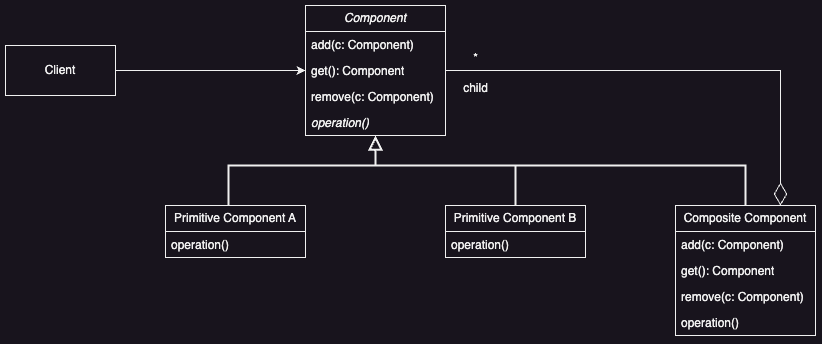 Component
add(c: Component)
get(): Component
remove(c: Component)
operation()
Client
*
child
Primitive Component A
operation()
Primitive Component B
operation()
Composite Component
add(c: Component)
get(): Component
remove(c: Component)
operation()